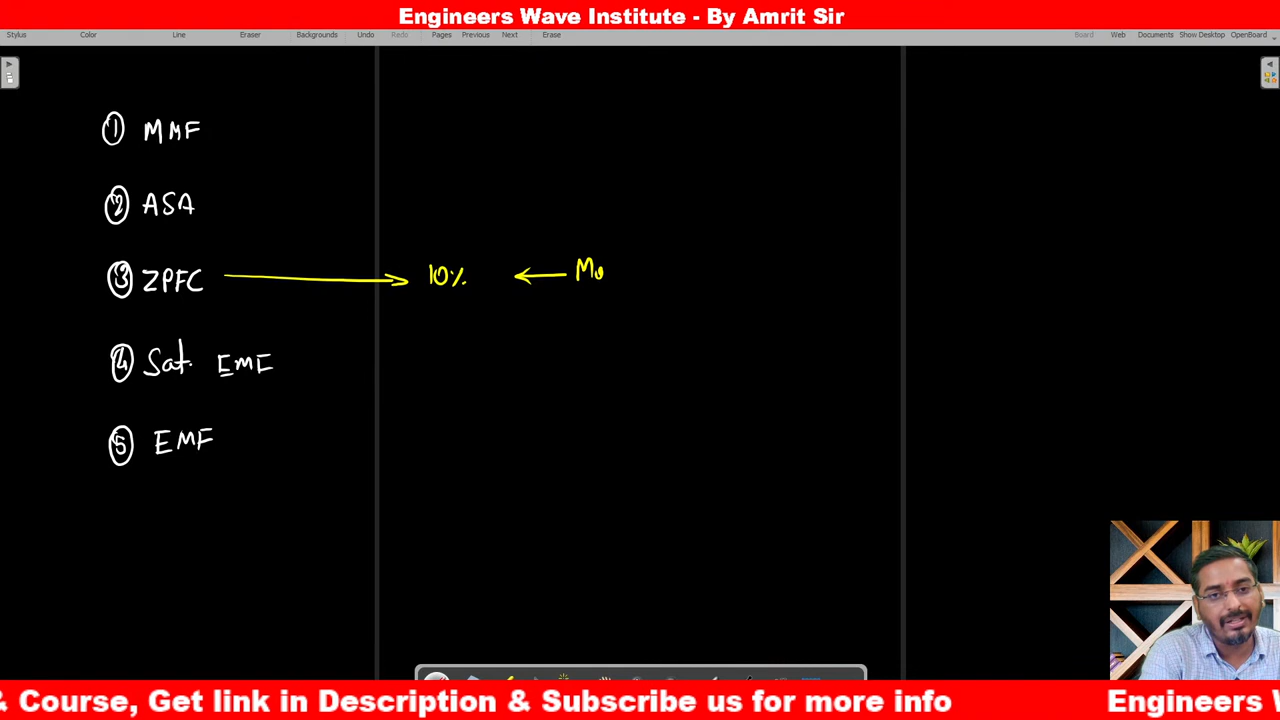 Engineers Wave Institute - By Amrit Sir
Stylus Color Line Eraser Backgrounds Undo Redo Pages Previous Next Erase Board Web Documents Show Desktop OpenBoard
1 MMF
2 ASA
3 ZPFC → 10% ← Mo
4 Sat. EMF
5 EMF
& Course, Get link in Description & Subscribe us for more info Engineers W